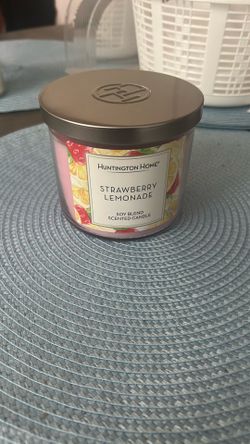 HUNTINGTON HOME®
STRAWBERRY
LEMONADE
SOY BLEND
SCENTED CANDLE